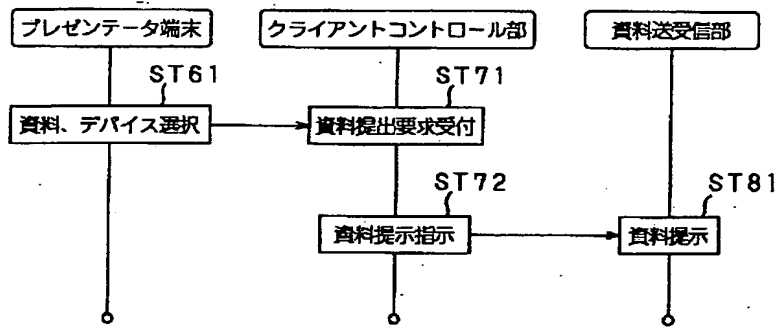 プレゼンテータ端末
クライアントコントロール部
資料送受信部
ST61
ST71
資料、デバイス選択
資料提出要求受付
ST72
ST81
資料提示指示
資料提示